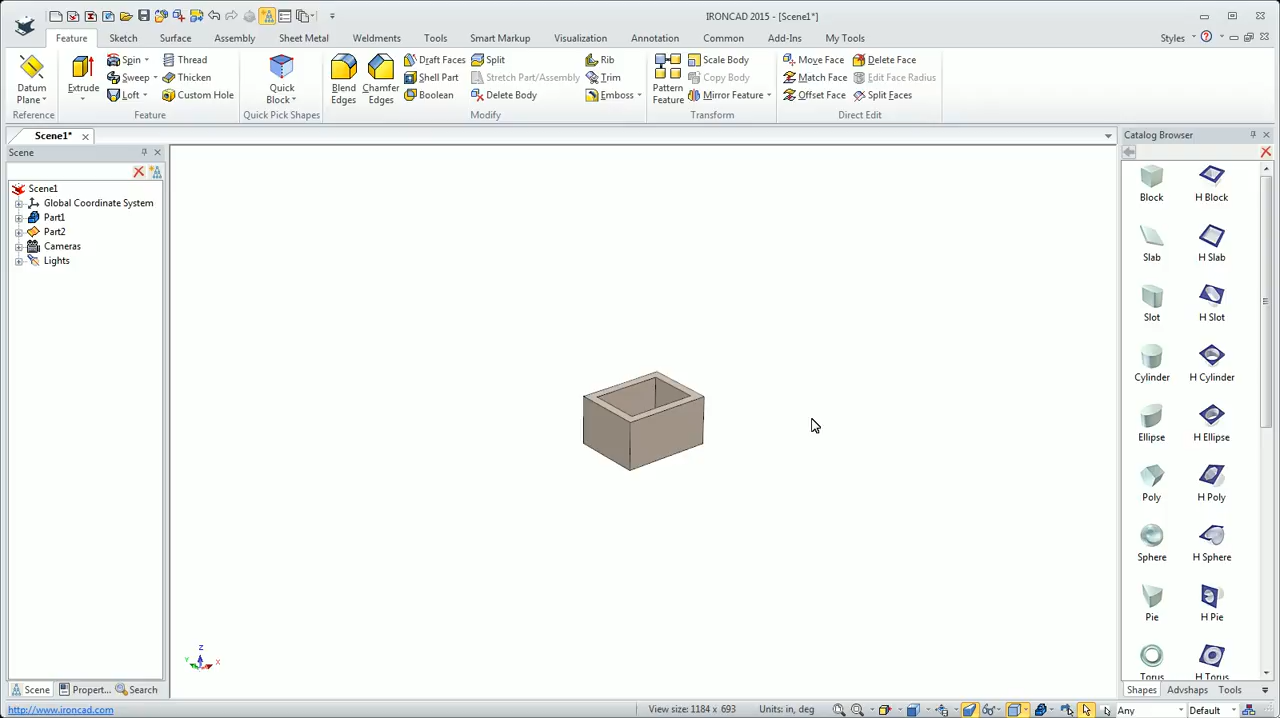 IRONCAD 2015 - [Scene1*]
Feature Sketch Surface Assembly Sheet Metal Weldments Tools Smart Markup Visualization Annotation Common Add-Ins My Tools Styles
Datum Plane
Reference
Extrude
Spin
Sweep
Loft
Thread
Thicken
Custom Hole
Feature
Quick Block
Quick Pick Shapes
Blend Edges
Chamfer Edges
Draft Faces
Shell Part
Boolean
Split
Stretch Part/Assembly
Delete Body
Rib
Trim
Emboss
Modify
Pattern Feature
Scale Body
Copy Body
Mirror Feature
Transform
Move Face
Match Face
Offset Face
Delete Face
Edit Face Radius
Split Faces
Direct Edit
Scene1*
Scene
Scene1
Global Coordinate System
Part1
Part2
Cameras
Lights
Z
Y
X
Catalog Browser
Block H Block
Slab H Slab
Slot H Slot
Cylinder H Cylinder
Ellipse H Ellipse
Poly H Poly
Sphere H Sphere
Pie H Pie
Torus H Torus
Scene Propert... Search
Shapes Advshaps Tools
http://www.ironcad.com
View size: 1184 x 693 Units: in, deg
Any Default